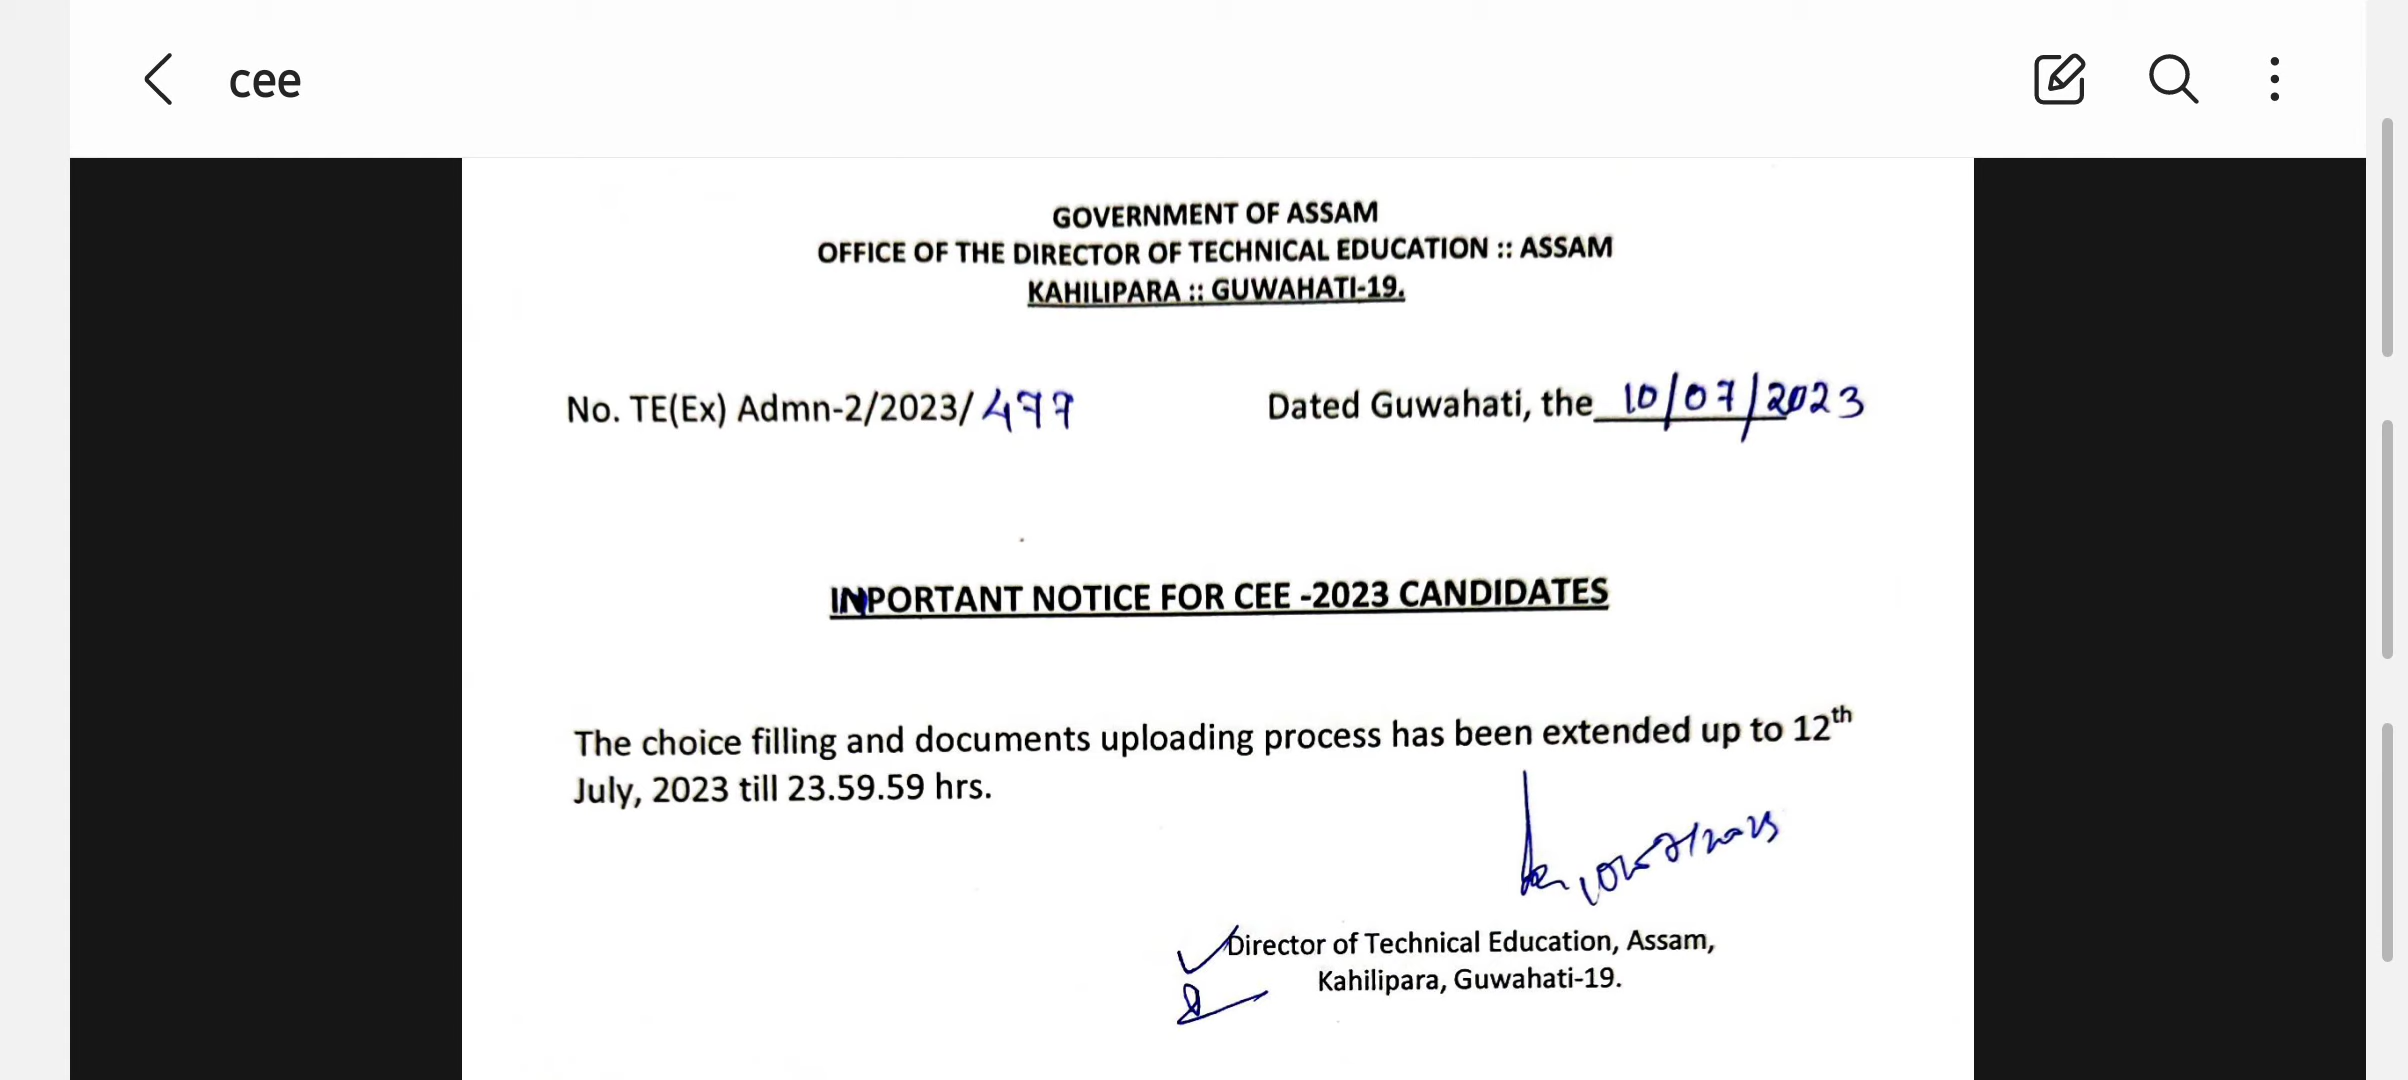 cee
GOVERNMENT OF ASSAM
OFFICE OF THE DIRECTOR OF TECHNICAL EDUCATION :: ASSAM
KAHILIPARA :: GUWAHATI-19.
No. TE(Ex) Admn-2/2023/ 477 Dated Guwahati, the 10/07/2023
INPORTANT NOTICE FOR CEE -2023 CANDIDATES
The choice filling and documents uploading process has been extended up to 12th
July, 2023 till 23.59.59 hrs.
Director of Technical Education, Assam,
Kahilipara, Guwahati-19.